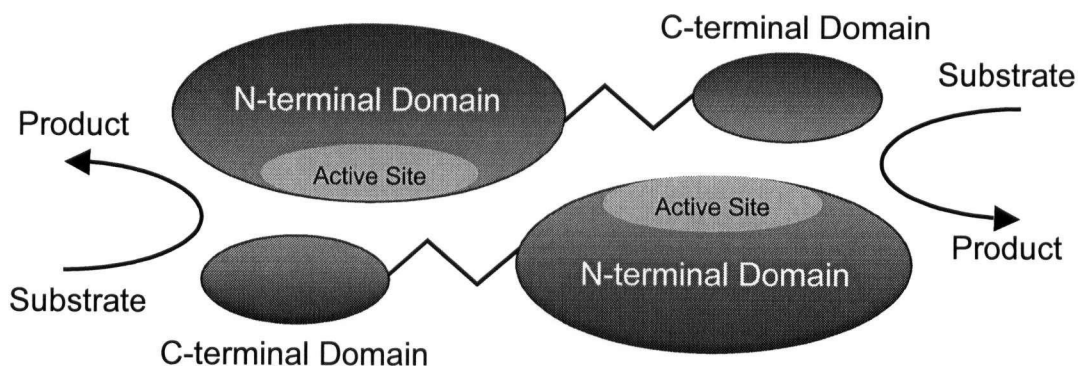 C-terminal Domain
Substrate
N-terminal Domain
Product
Active Site
Active Site
Product
N-terminal Domain
Substrate
C-terminal Domain